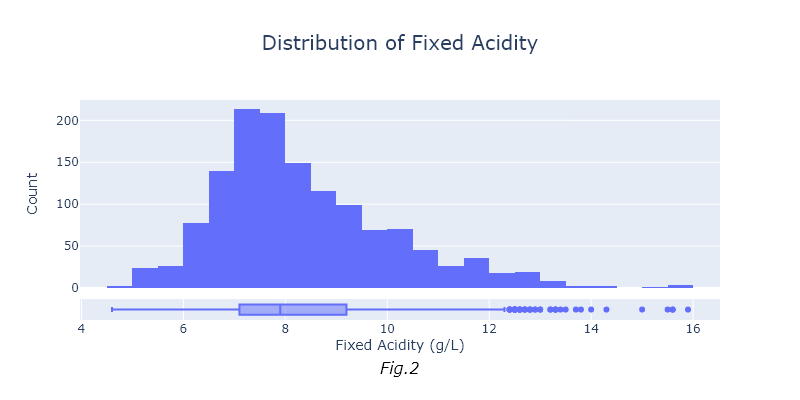 Distribution of Fixed Acidity
200
150
100
50
0
Count
4 6 8 10 12 14 16
Fixed Acidity (g/L)
Fig.2